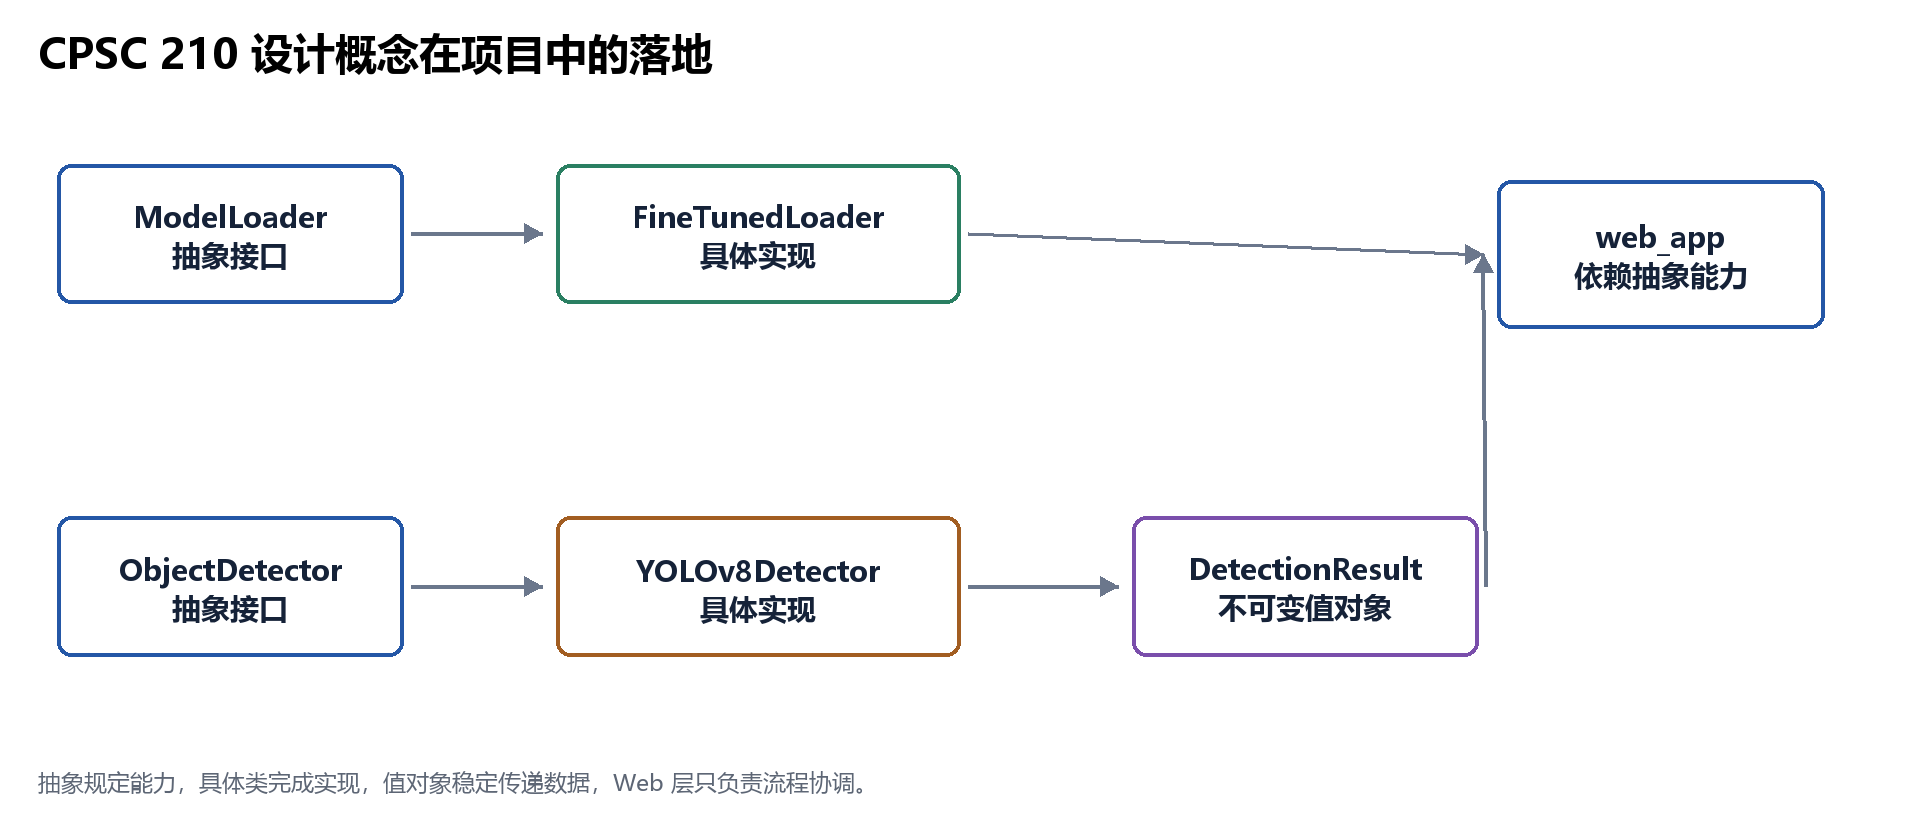 CPSC 210 设计概念在项目中的落地
ModelLoader
抽象接口
FineTunedLoader
具体实现
web_app
依赖抽象能力
ObjectDetector
抽象接口
YOLOv8Detector
具体实现
DetectionResult
不可变值对象
抽象规定能力，具体类完成实现，值对象稳定传递数据，Web 层只负责流程协调。